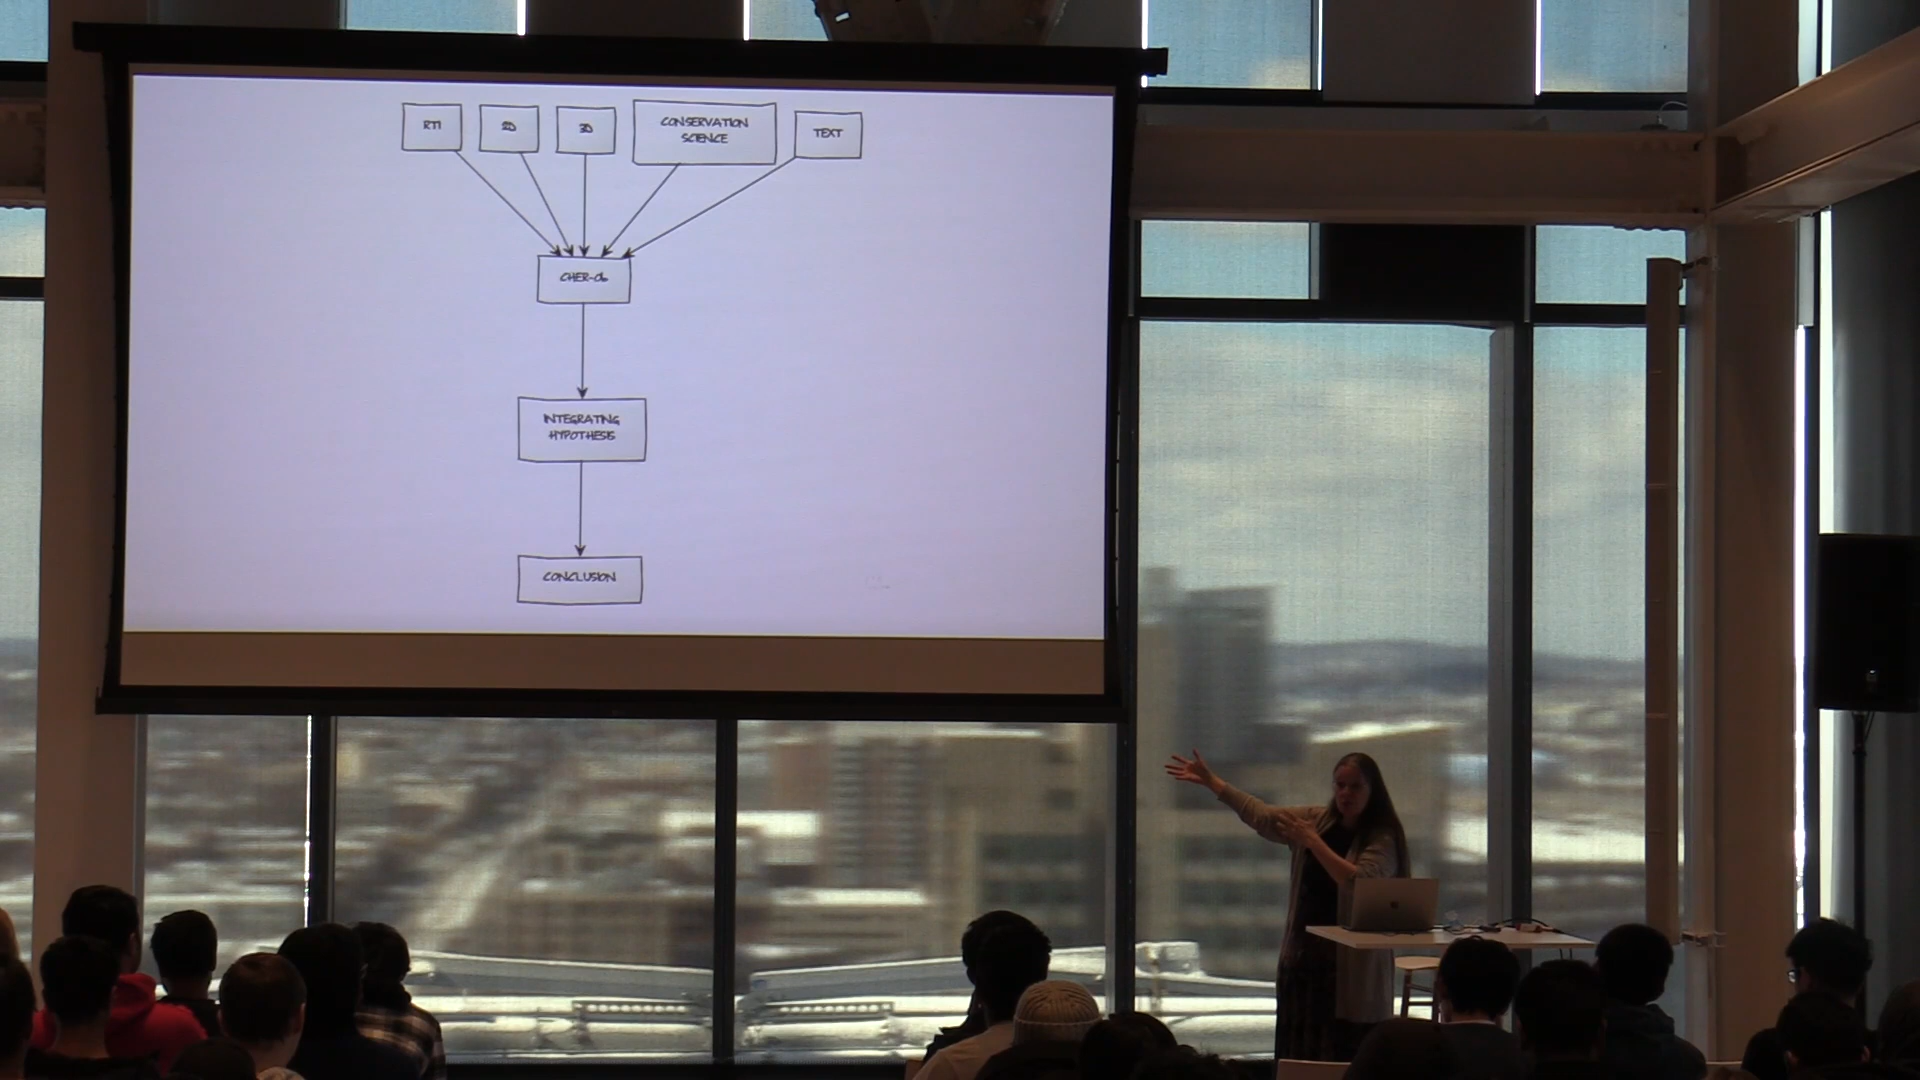 RTI
2D
3D
CONSERVATION
SCIENCE
TEXT
CHER-Ob
INTEGRATING
HYPOTHESIS
CONCLUSION